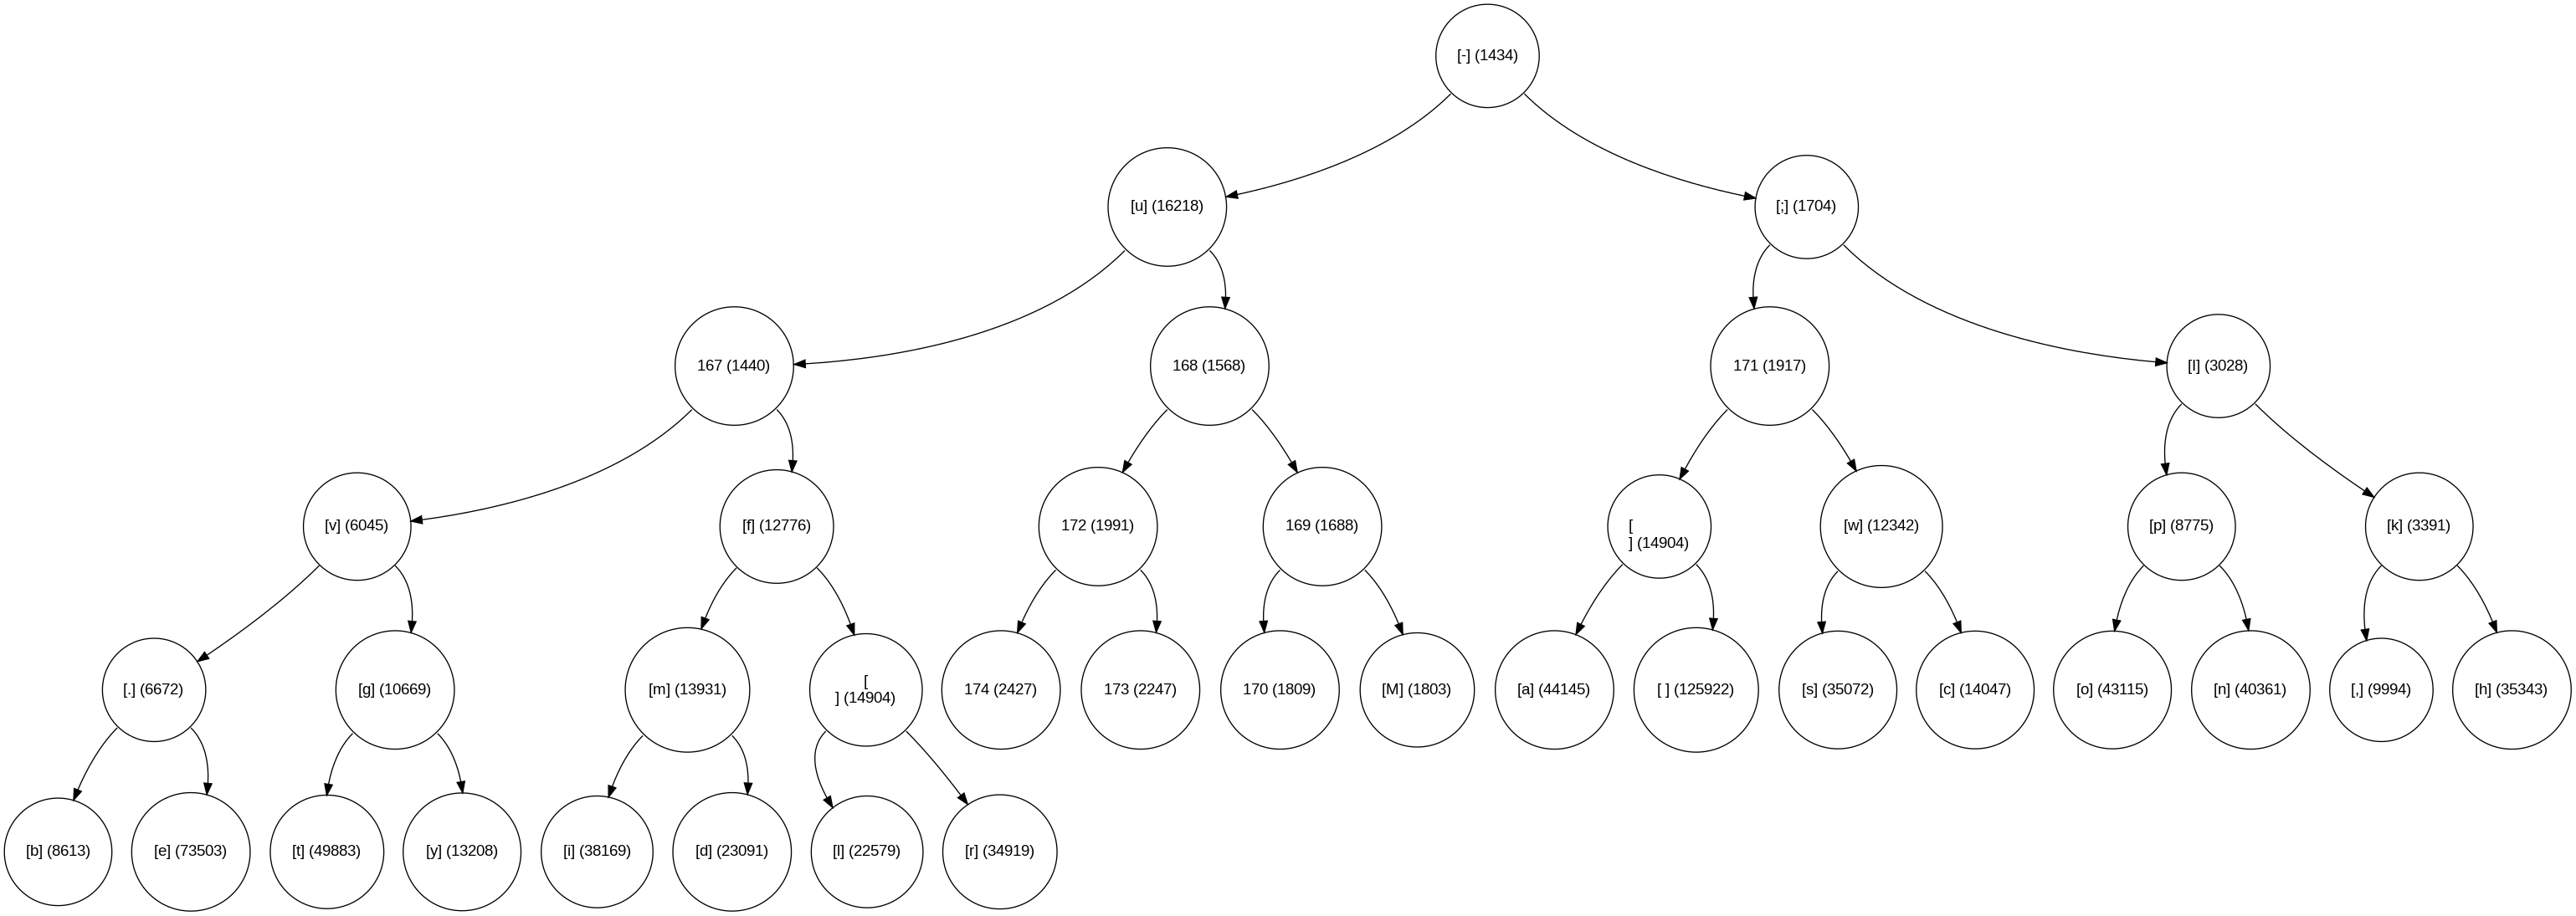 [-] (1434)
[u] (16218)
[;] (1704)
167 (1440)
168 (1568)
171 (1917)
[I] (3028)
[v] (6045)
[f] (12776)
172 (1991)
169 (1688)
[
] (14904)
[w] (12342)
[p] (8775)
[k] (3391)
[.] (6672)
[g] (10669)
[m] (13931)
[
] (14904)
174 (2427)
173 (2247)
170 (1809)
[M] (1803)
[a] (44145)
[ ] (125922)
[s] (35072)
[c] (14047)
[o] (43115)
[n] (40361)
[,] (9994)
[h] (35343)
[b] (8613)
[e] (73503)
[t] (49883)
[y] (13208)
[i] (38169)
[d] (23091)
[l] (22579)
[r] (34919)